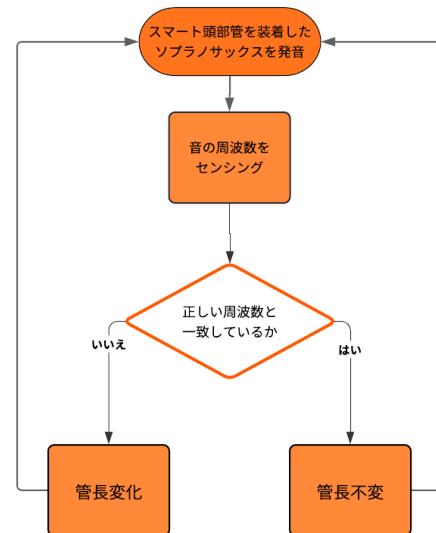 スマート頭部管を装着した
ソプラノサックスを発音
音の周波数を
センシング
正しい周波数と
一致しているか
いいえ
はい
管長変化
管長不変